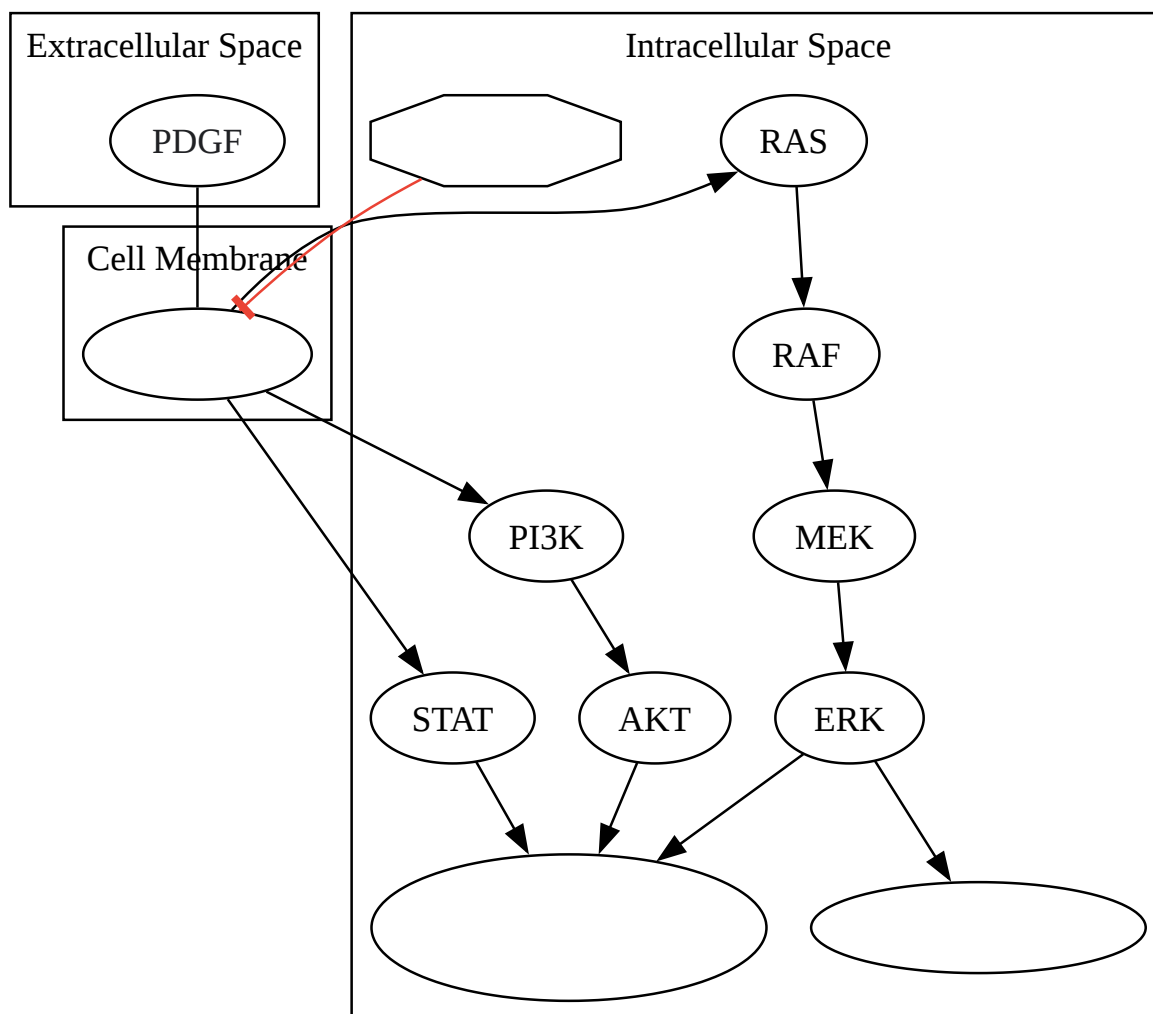 Extracellular Space
Intracellular Space
PDGF
RAS
Cell Membrane
RAF
PI3K
MEK
STAT
AKT
ERK